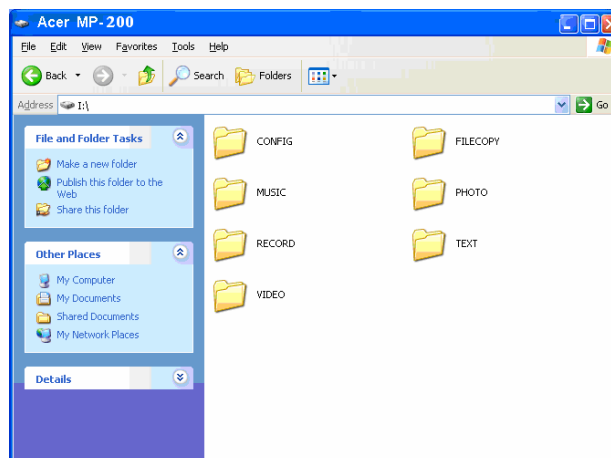 Acer MP-200
File Edit View Favorites Tools Help
Back Search Folders
Address I:\ Go
File and Folder Tasks
Make a new folder
Publish this folder to the
Web
Share this folder
Other Places
My Computer
My Documents
Shared Documents
My Network Places
Details
CONFIG FILECOPY
MUSIC PHOTO
RECORD TEXT
VIDEO